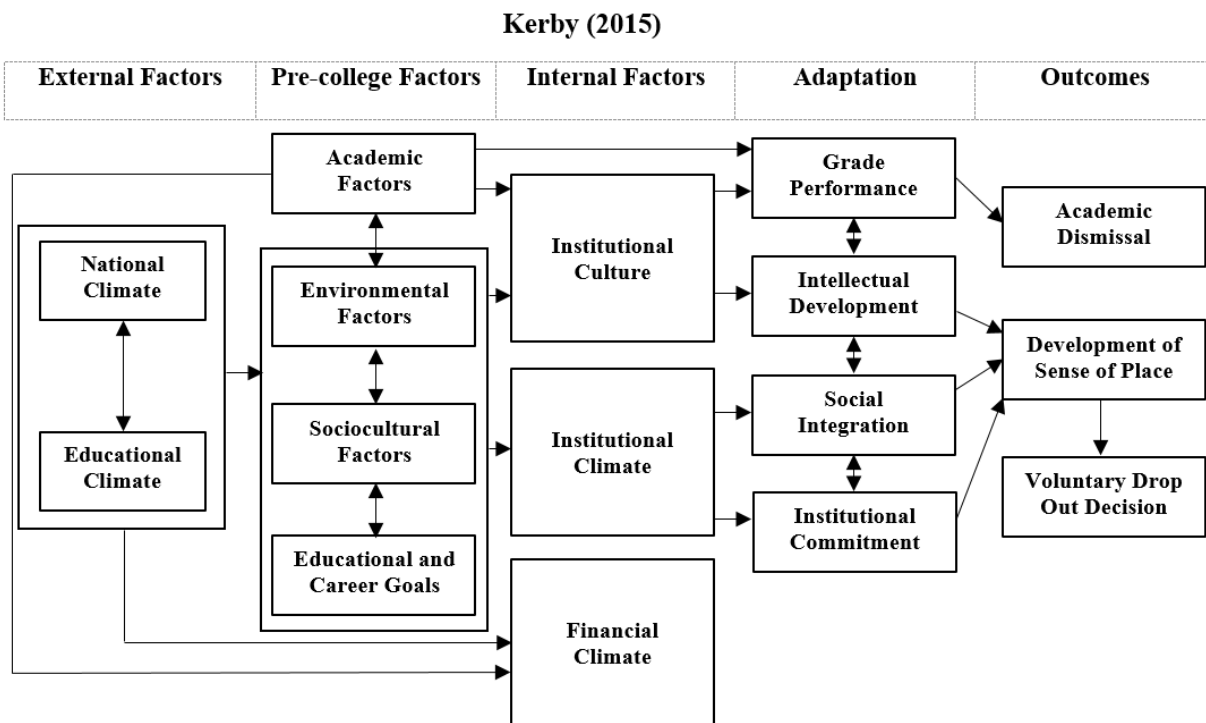 Kerby (2015)
External Factors
Pre-college Factors
Internal Factors
Adaptation
Outcomes
National
Climate
Educational
Climate
Academic
Factors
Environmental
Factors
Sociocultural
Factors
Educational and
Career Goals
Institutional
Culture
Institutional
Climate
Financial
Climate
Grade
Performance
Intellectual
Development
Social
Integration
Institutional
Commitment
Academic
Dismissal
Development of
Sense of Place
Voluntary Drop
Out Decision